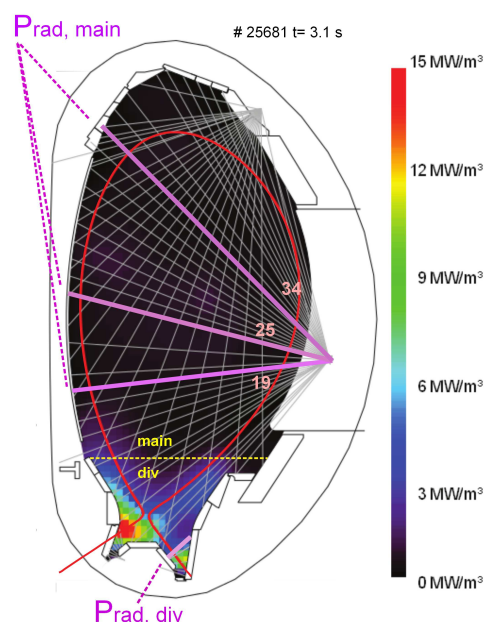 Prad, main
# 25681 t= 3.1 s
15 MW/m³
12 MW/m³
9 MW/m³
6 MW/m³
3 MW/m³
0 MW/m³
34
25
19
main
div
Prad. div